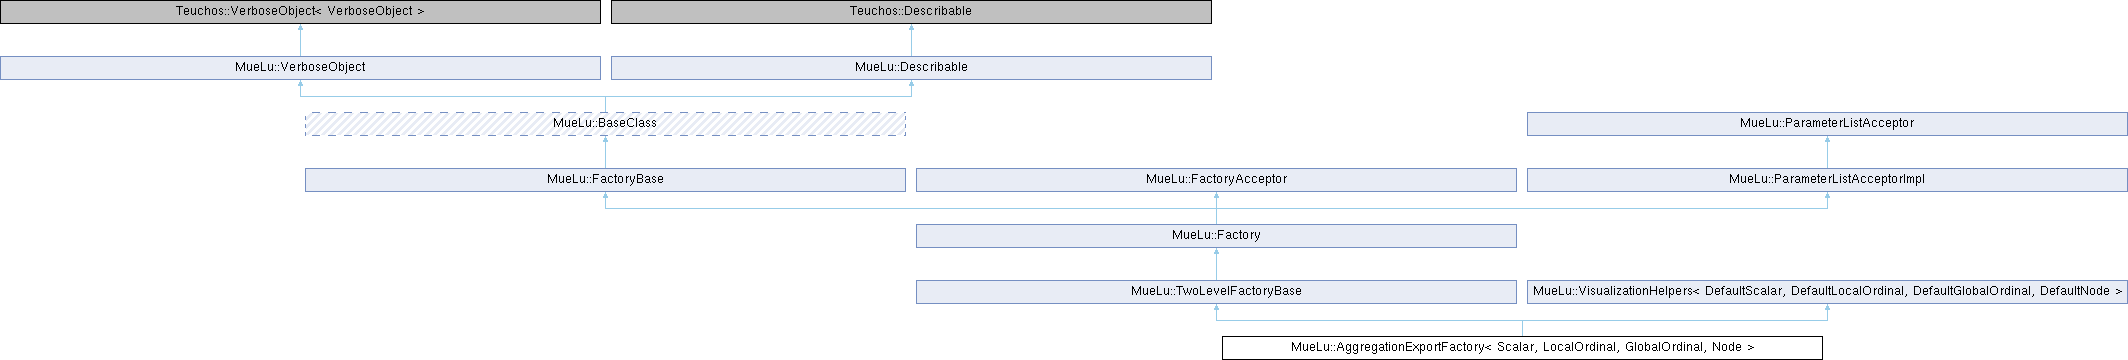 Teuchos::VerboseObject< VerboseObject >
Teuchos::Describable
MueLu::VerboseObject
MueLu::Describable
MueLu::BaseClass
MueLu::ParameterListAcceptor
MueLu::FactoryBase
MueLu::FactoryAcceptor
MueLu::ParameterListAcceptorImpl
MueLu::Factory
MueLu::TwoLevelFactoryBase
MueLu::VisualizationHelpers< DefaultScalar, DefaultLocalOrdinal, DefaultGlobalOrdinal, DefaultNode >
MueLu::AggregationExportFactory< Scalar, LocalOrdinal, GlobalOrdinal, Node >